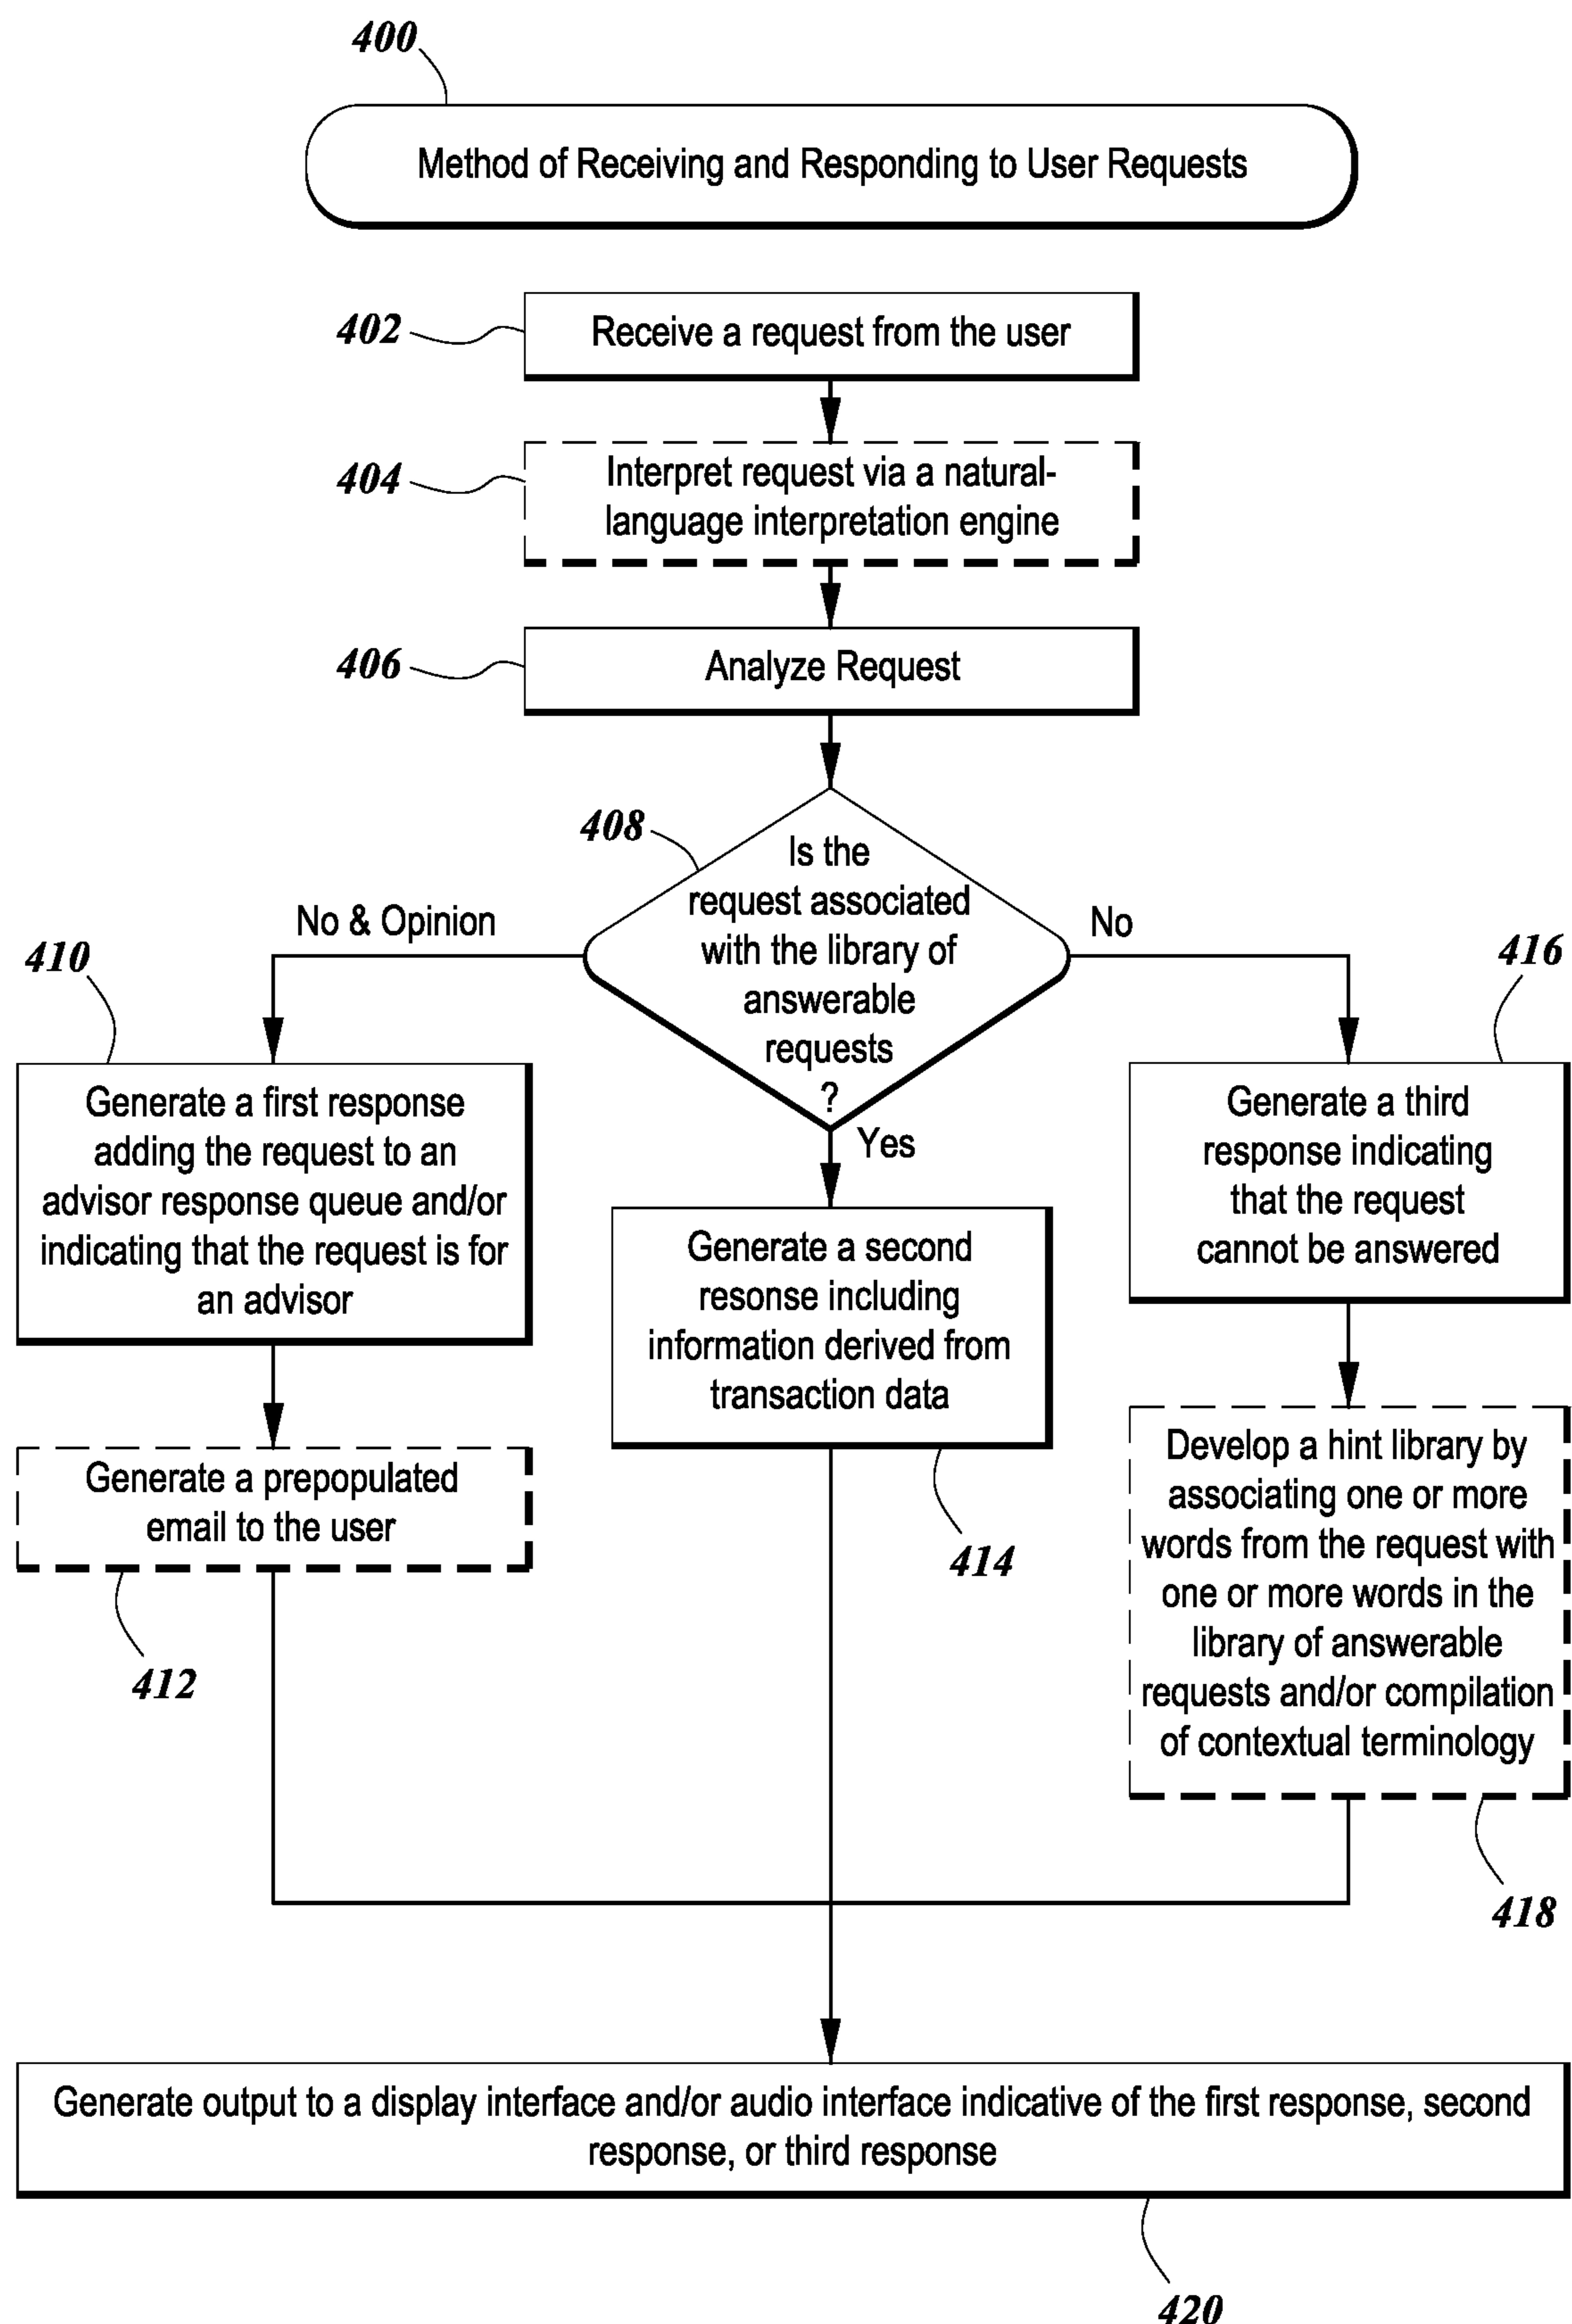 400
Method of Receiving and Responding to User Requests
402
Receive a request from the user
404
Interpret request via a natural-
language interpretation engine
406
Analyze Request
408
Is the
request associated
with the library of
answerable
requests
?
No & Opinion
No
Yes
410
Generate a first response
adding the request to an
advisor response queue and/or
indicating that the request is for
an advisor
412
Generate a prepopulated
email to the user
Generate a second
resonse including
information derived from
transaction data
414
416
Generate a third
response indicating
that the request
cannot be answered
Develop a hint library by
associating one or more
words from the request with
one or more words in the
library of answerable
requests and/or compilation
of contextual terminology
418
Generate output to a display interface and/or audio interface indicative of the first response, second
response, or third response
420